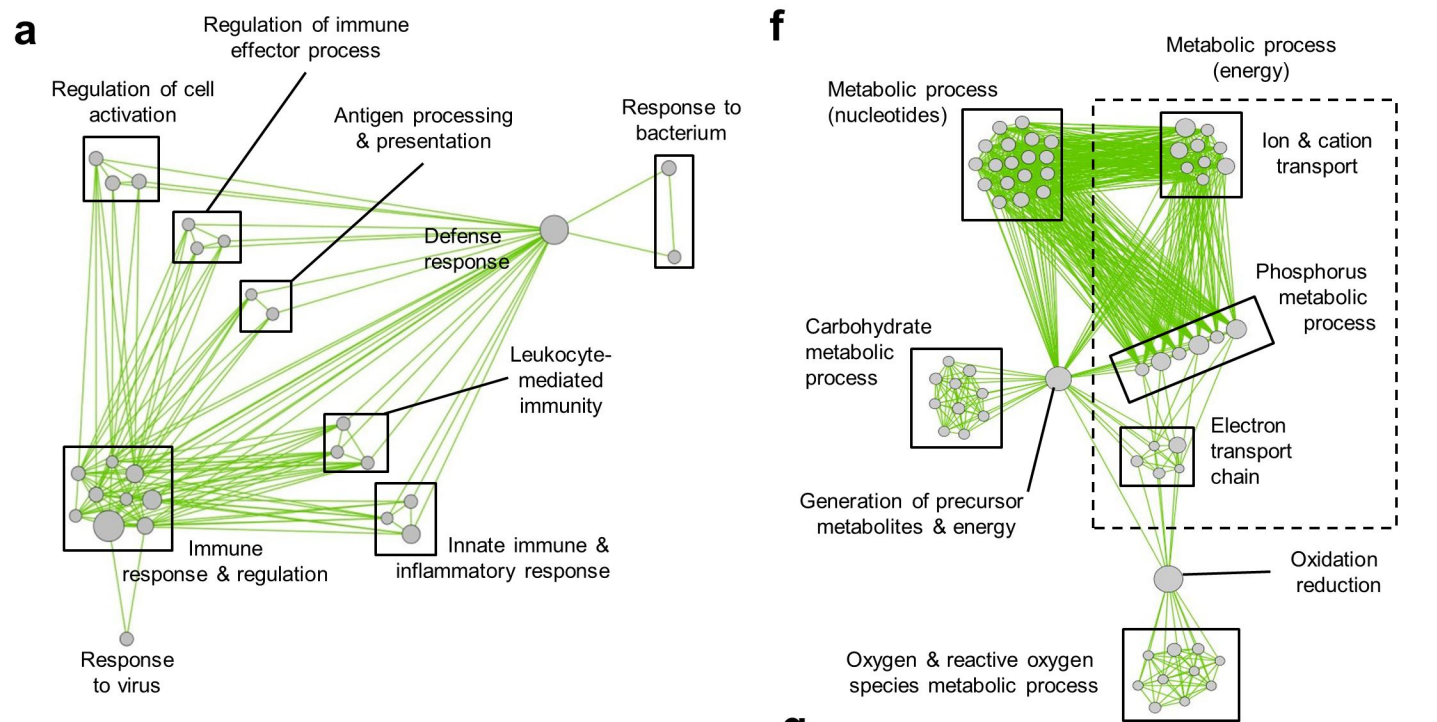 a
Regulation of immune
effector process
Regulation of cell
activation
Antigen processing
& presentation
Response to
bacterium
Defense
response
Leukocyte-
mediated
immunity
Immune
response & regulation
Innate immune &
inflammatory response
Response
to virus
f
Metabolic process
(energy)
Metabolic process
(nucleotides)
Ion & cation
transport
Phosphorus
metabolic
process
Carbohydrate
metabolic
process
Electron
transport
chain
Generation of precursor
metabolites & energy
Oxidation
reduction
Oxygen & reactive oxygen
species metabolic process